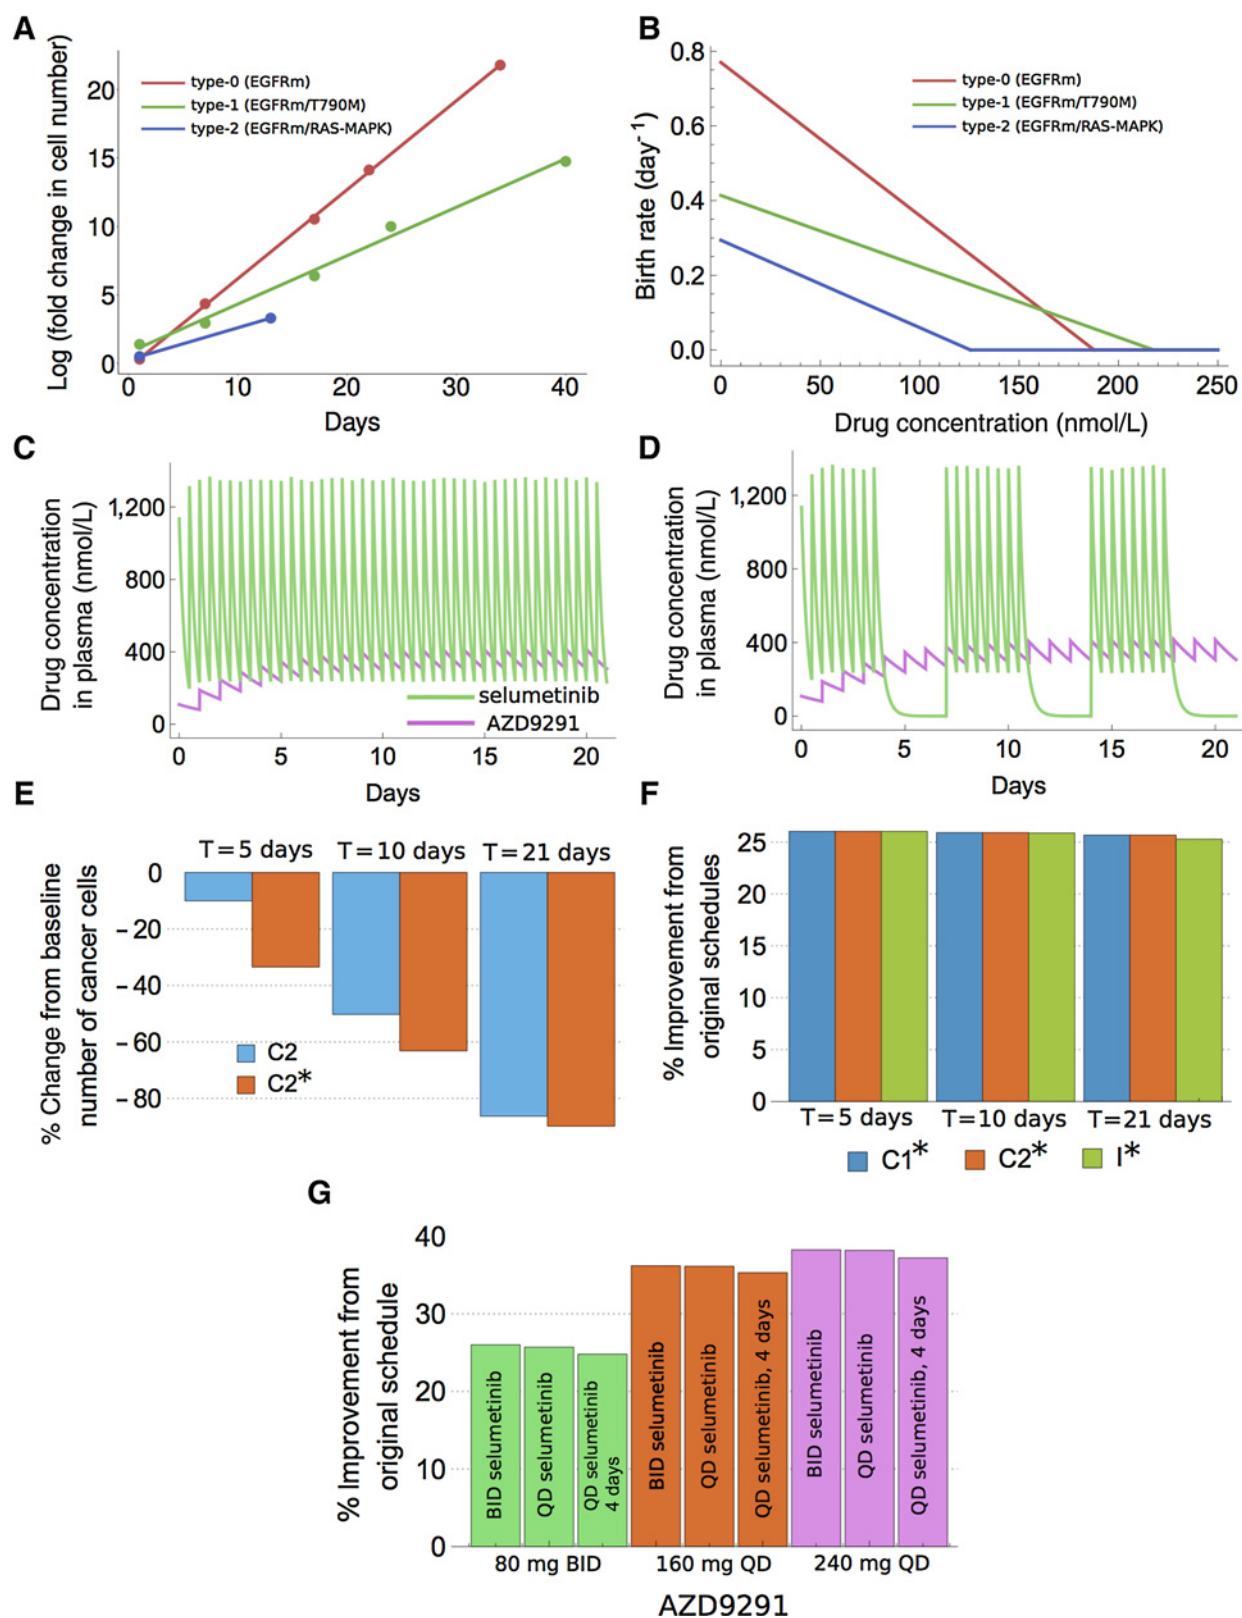 A
Log (fold change in cell number)
20
15
10
5
0
type-0 (EGFRm)
type-1 (EGFRm/T790M)
type-2 (EGFRm/RAS-MAPK)
0 10 20 30 40
Days
B
Birth rate (day-1)
0.8
0.6
0.4
0.2
0.0
type-0 (EGFRm)
type-1 (EGFRm/T790M)
type-2 (EGFRm/RAS-MAPK)
0 50 100 150 200 250
Drug concentration (nmol/L)
C
Drug concentration
in plasma (nmol/L)
1,200
800
400
0
selumetinib
AZD9291
0 5 10 15 20
Days
D
Drug concentration
in plasma (nmol/L)
1,200
800
400
0
0 5 10 15 20
Days
E
% Change from baseline
number of cancer cells
T=5 days T=10 days T=21 days
0
-20
-40
-60
-80
C2
C2*
F
% Improvement from
original schedules
25
20
15
10
5
0
T=5 days T=10 days T=21 days
C1* C2* I*
G
% Improvement from
original schedule
40
30
20
10
0
BID selumetinib
QD selumetinib
QD selumetinib
4 days
BID selumetinib
QD selumetinib
QD selumetinib, 4 days
BID selumetinib
QD selumetinib
QD selumetinib, 4 days
80 mg BID 160 mg QD 240 mg QD
AZD9291